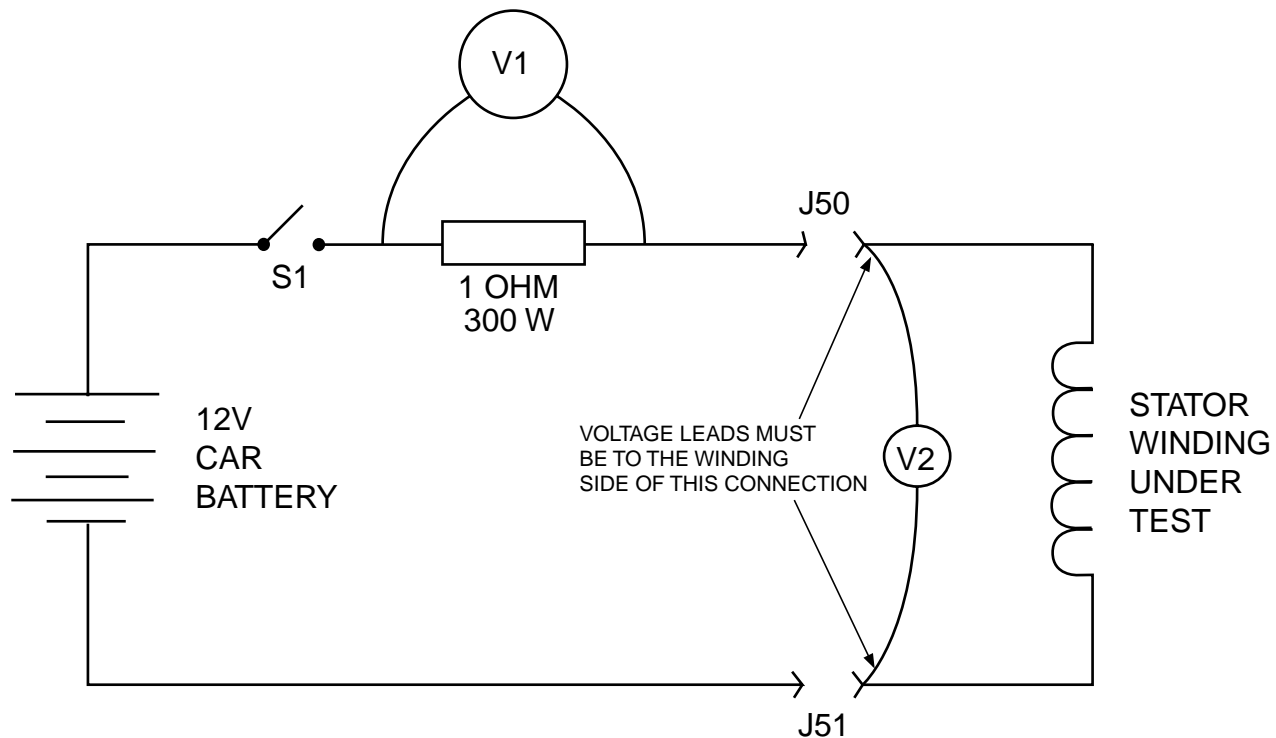 V1
J50
S1
1 OHM
300 W
12V
CAR
BATTERY
VOLTAGE LEADS MUST
BE TO THE WINDING
SIDE OF THIS CONNECTION
V2
STATOR
WINDING
UNDER
TEST
J51